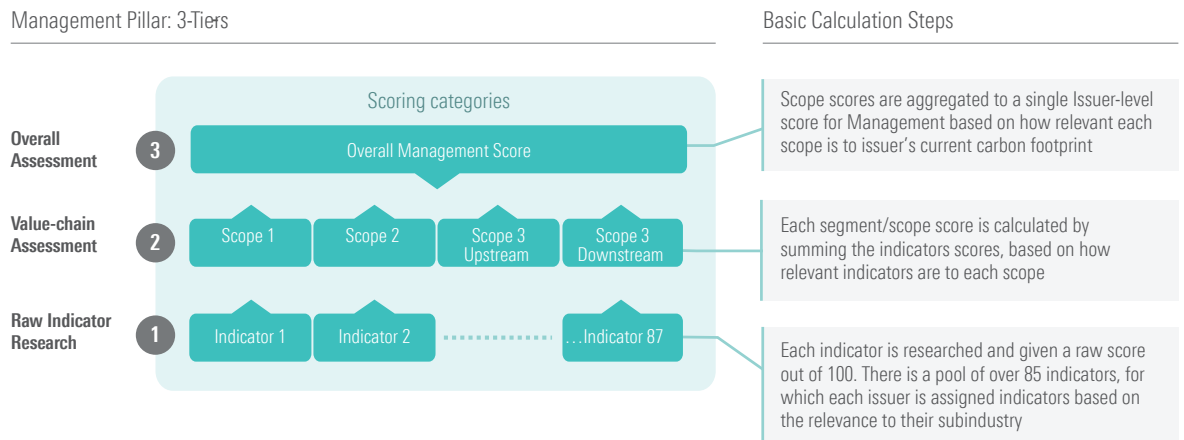 Management Pillar: 3-Tiers
Basic Calculation Steps
Scoring categories
Overall
Assessment
3
Overall Management Score
Scope scores are aggregated to a single Issuer-level
score for Management based on how relevant each
scope is to issuer's current carbon footprint
Value-chain
Assessment
2
Scope 1
Scope 2
Scope 3
Upstream
Scope 3
Downstream
Each segment/scope score is calculated by
summing the indicators scores, based on how
relevant indicators are to each scope
Raw Indicator
Research
1
Indicator 1
Indicator 2
...Indicator 87
Each indicator is researched and given a raw score
out of 100. There is a pool of over 85 indicators, for
which each issuer is assigned indicators based on
the relevance to their subindustry